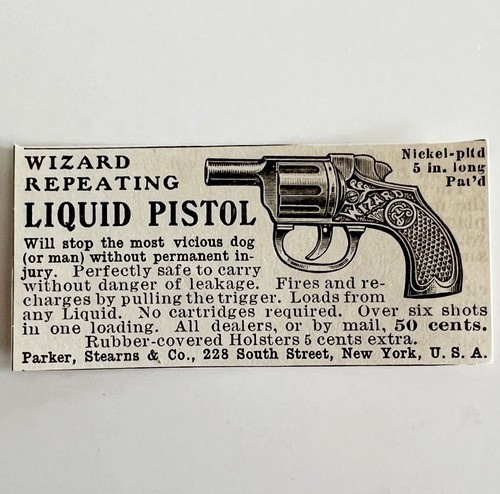 WIZARD
REPEATING
LIQUID PISTOL
Nickel-pltd
5 in. long
Pat'd
WIZARD
Will stop the most vicious dog
(or man) without permanent in-
jury. Perfectly safe to carry
without danger of leakage. Fires and re-
charges by pulling the trigger. Loads from
any Liquid. No cartridges required. Over six shots
in one loading. All dealers, or by mail, 50 cents.
Rubber-covered Holsters 5 cents extra.
Parker, Stearns & Co., 228 South Street, New York, U. S. A.